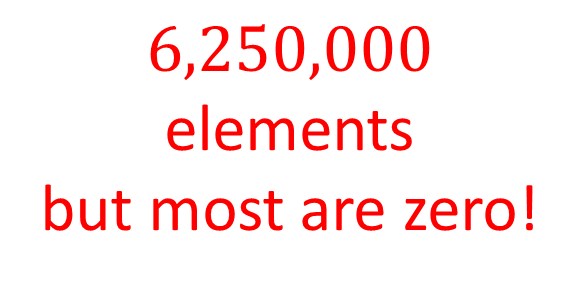 6,250,000
elements
but most are zero!